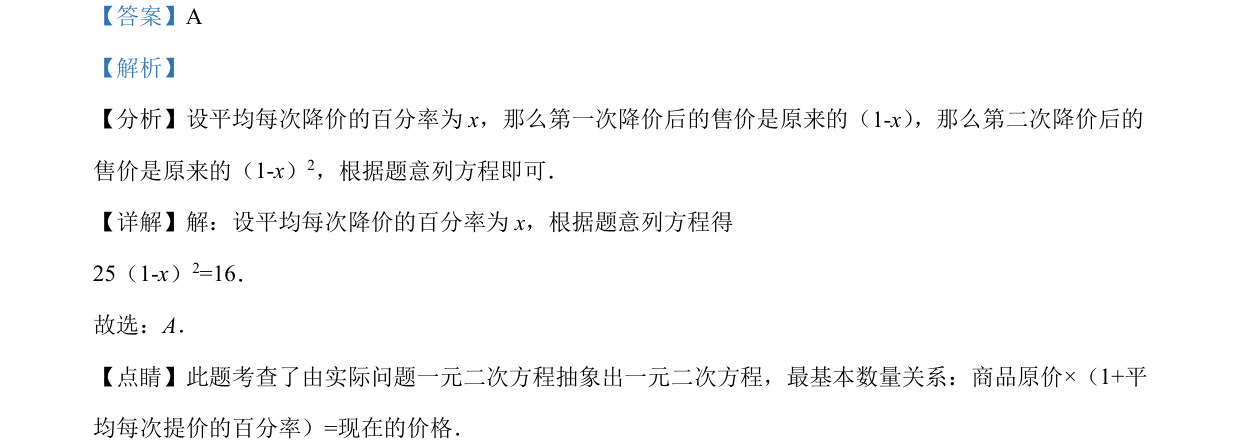 【答案】A
【解析】
【分析】设平均每次降价的百分率为 x，那么第一次降价后的售价是原来的（1-x），那么第二次降价后的
售价是原来的（1-x）²，根据题意列方程即可．
【详解】解：设平均每次降价的百分率为 x，根据题意列方程得
25（1-x）²=16．
故选：A．
【点睛】此题考查了由实际问题一元二次方程抽象出一元二次方程，最基本数量关系：商品原价×（1+平
均每次提价的百分率）=现在的价格．